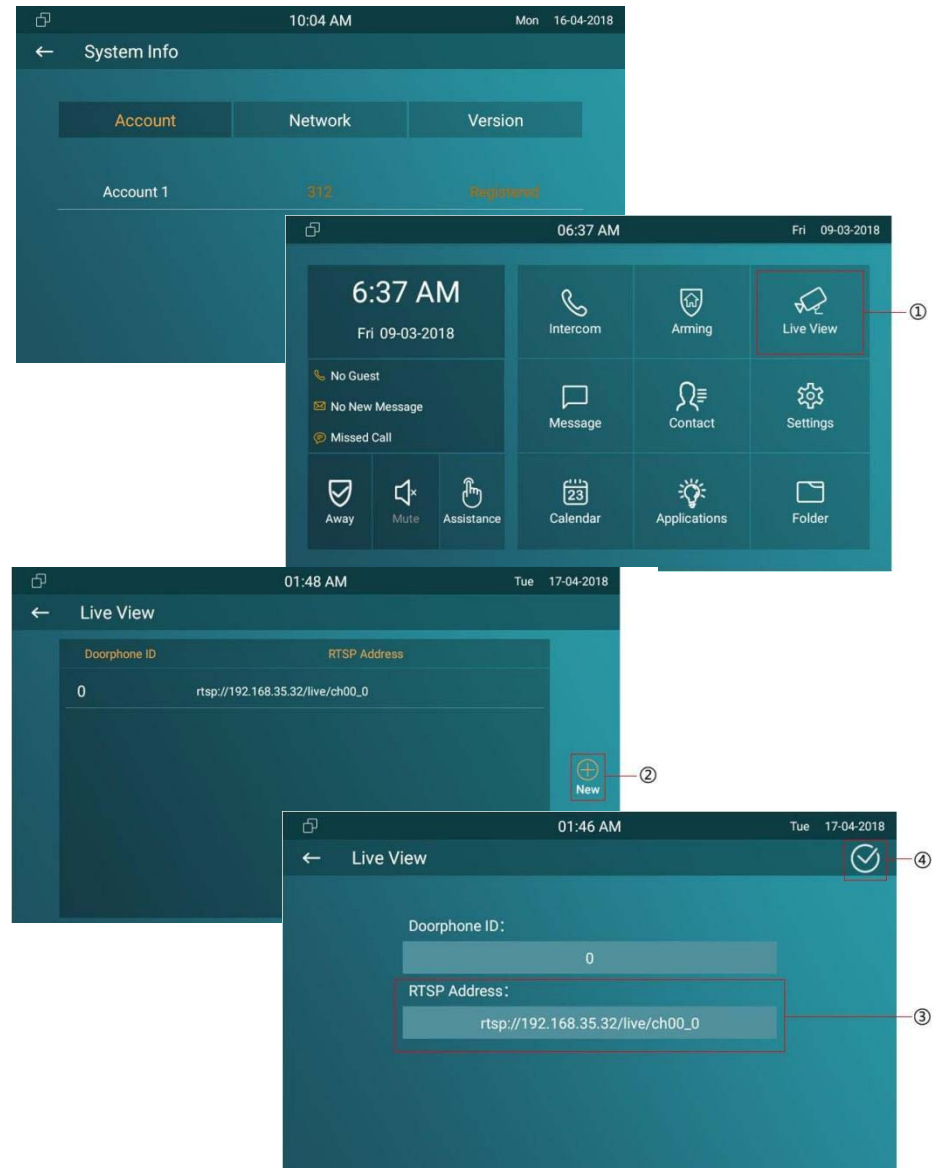 10:04 AM Mon 16-04-2018
System Info
Account Network Version
Account 1 312 Registered
06:37 AM Fri 09-03-2018
6:37 AM
Fri 09-03-2018
No Guest
No New Message
Missed Call
Away Mute Assistance
Intercom Arming Live View ①
Message Contact Settings
23
Calendar Applications Folder
01:48 AM Tue 17-04-2018
Live View
Doorphone ID RTSP Address
0 rtsp://192.168.35.32/live/ch00_0
New ②
01:46 AM Tue 17-04-2018
Live View ④
Doorphone ID:
0
RTSP Address:
rtsp://192.168.35.32/live/ch00_0 ③